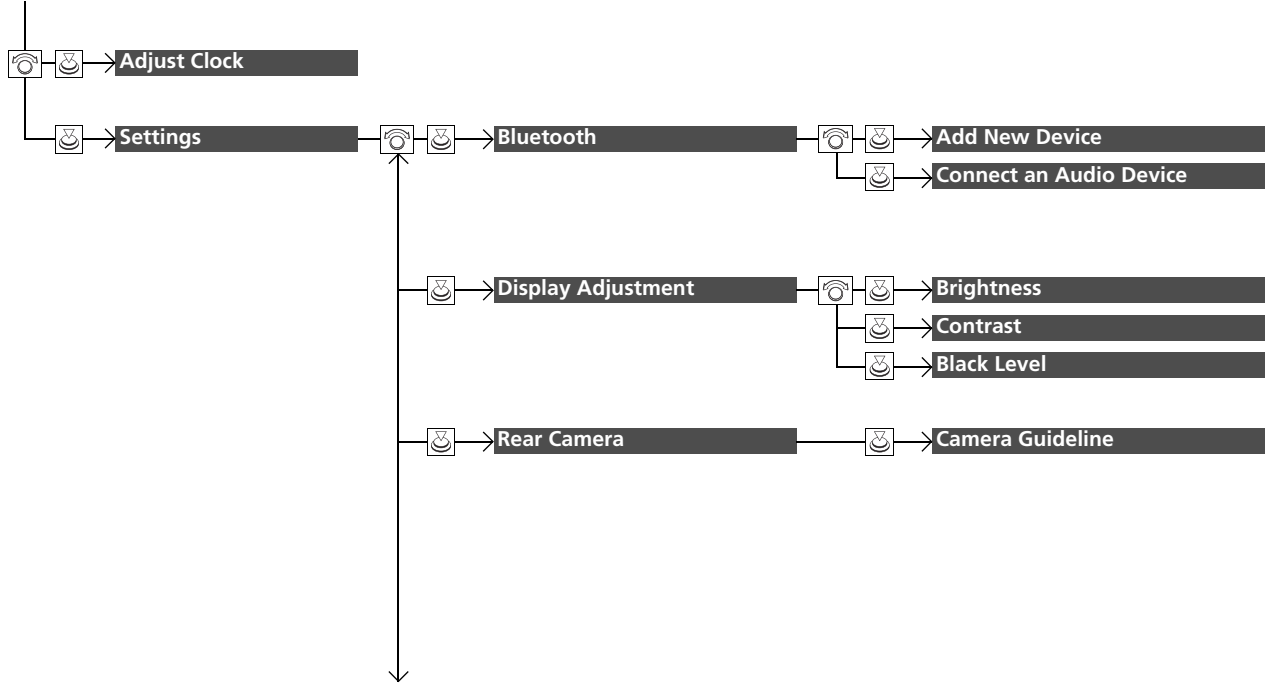 Adjust Clock
Settings
Bluetooth
Add New Device
Connect an Audio Device
Display Adjustment
Brightness
Contrast
Black Level
Rear Camera
Camera Guideline